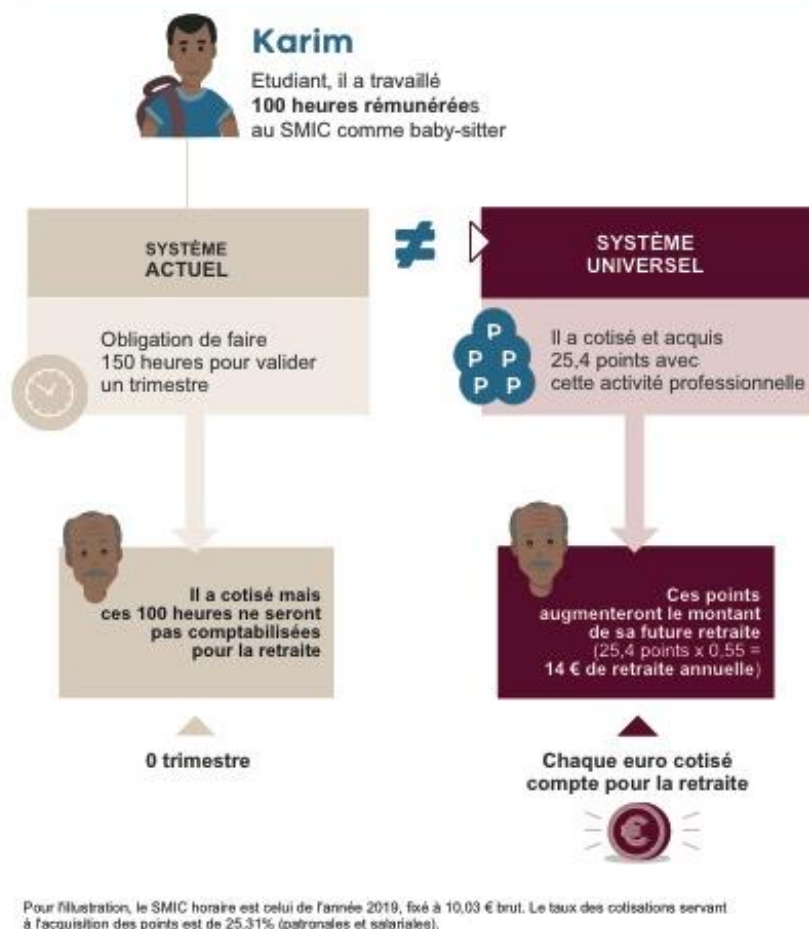 Karim
Etudiant, il a travaillé
100 heures rémunérées
au SMIC comme baby-sitter
SYSTÈME
ACTUEL
≠
SYSTÈME
UNIVERSEL
Obligation de faire
150 heures pour valider
un trimestre
P
P P
P P
Il a cotisé et acquis
25,4 points avec
cette activité professionnelle
Il a cotisé mais
ces 100 heures ne seront
pas comptabilisées
pour la retraite
Ces points
augmenteront le montant
de sa future retraite
(25,4 points x 0,55 =
14 € de retraite annuelle)
0 trimestre
Chaque euro cotisé
compte pour la retraite
€
Pour l'illustration, le SMIC horaire est celui de l'année 2019, fixé à 10,03 € brut. Le taux des cotisations servant
à l'acquisition des points est de 25,31% (patronales et salariales).